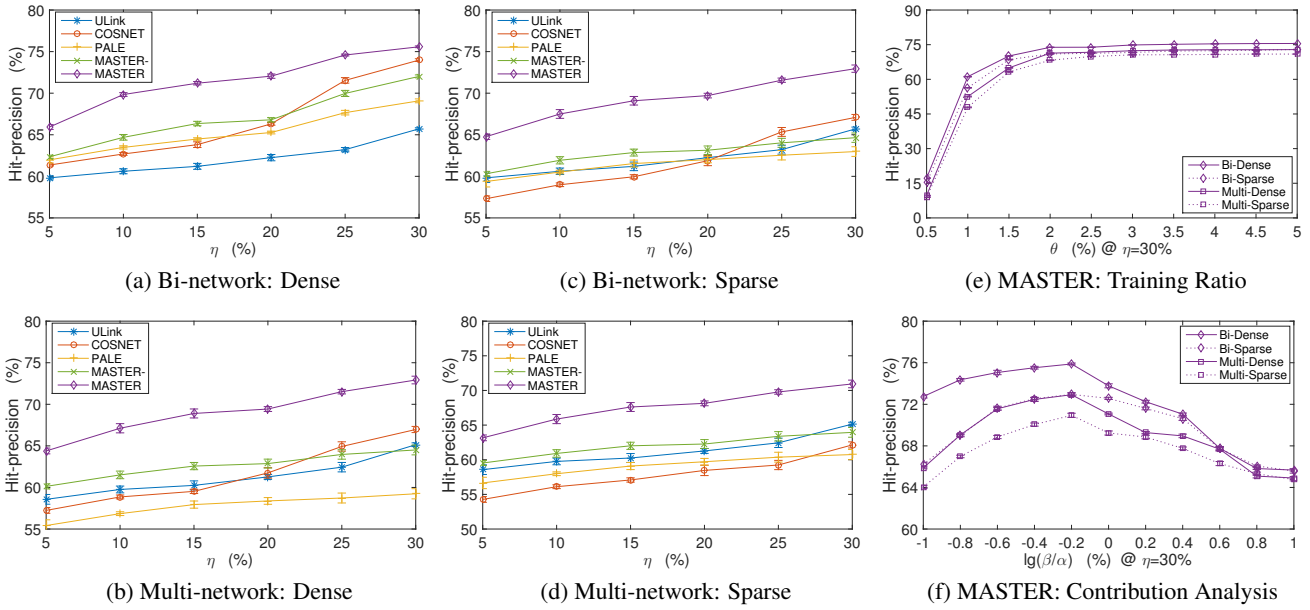 80
75
70
65
60
55
Hit-precision (%)
ULink
COSNET
PALE
MASTER-
MASTER
5 10 15 20 25 30
η (%)
(a) Bi-network: Dense
80
75
70
65
60
55
Hit-precision (%)
ULink
COSNET
PALE
MASTER-
MASTER
5 10 15 20 25 30
η (%)
(c) Bi-network: Sparse
90
75
60
45
30
15
0
Hit-precision (%)
Bi-Dense
Bi-Sparse
Multi-Dense
Multi-Sparse
0.5 1 1.5 2 2.5 3 3.5 4 4.5 5
θ (%) @ η=30%
(e) MASTER: Training Ratio
80
75
70
65
60
55
Hit-precision (%)
ULink
COSNET
PALE
MASTER-
MASTER
5 10 15 20 25 30
η (%)
(b) Multi-network: Dense
80
75
70
65
60
55
Hit-precision (%)
ULink
COSNET
PALE
MASTER-
MASTER
5 10 15 20 25 30
η (%)
(d) Multi-network: Sparse
80
76
72
68
64
60
Hit-precision (%)
Bi-Dense
Bi-Sparse
Multi-Dense
Multi-Sparse
-1 -0.8 -0.6 -0.4 -0.2 0 0.2 0.4 0.6 0.8 1
lg(β/α) (%) @ η=30%
(f) MASTER: Contribution Analysis